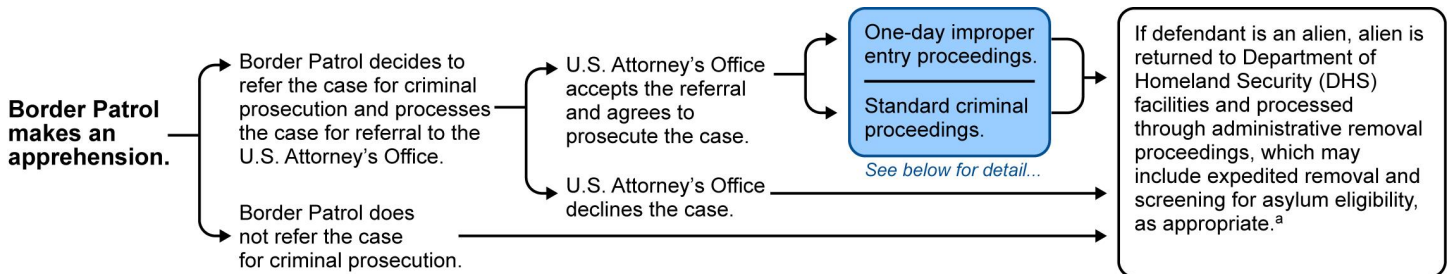 Border Patrol
makes an
apprehension.
Border Patrol decides to
refer the case for criminal
prosecution and processes
the case for referral to the
U.S. Attorney’s Office.
Border Patrol does
not refer the case
for criminal prosecution.
U.S. Attorney’s Office
accepts the referral
and agrees to
prosecute the case.
U.S. Attorney’s Office
declines the case.
One-day improper
entry proceedings.
Standard criminal
proceedings.
See below for detail...
If defendant is an alien, alien is
returned to Department of
Homeland Security (DHS)
facilities and processed
through administrative removal
proceedings, which may
include expedited removal and
screening for asylum eligibility,
as appropriate.ª